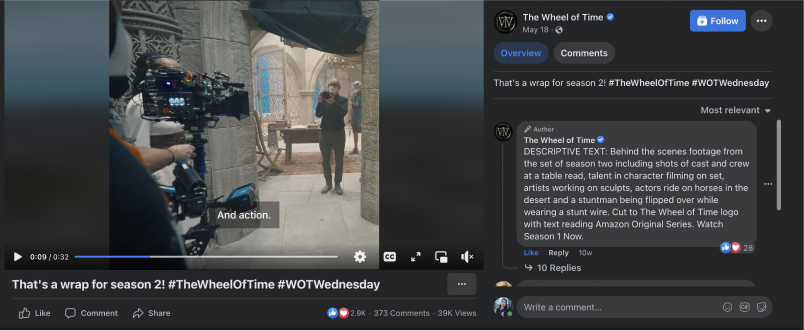 And action.
0:09 / 0:32
CC
That's a wrap for season 2! #TheWheelOfTime #WOTWednesday
...
Like Comment Share 2.9K · 373 Comments · 39K Views
The Wheel of Time
May 18 ·
Follow
...
Overview Comments
That's a wrap for season 2! #TheWheelOfTime #WOTWednesday
Most relevant
Author
The Wheel of Time
DESCRIPTIVE TEXT: Behind the scenes footage from
the set of season two including shots of cast and crew
at a table read, talent in character filming on set,
artists working on sculpts, actors ride on horses in the
desert and a stuntman being flipped over while
wearing a stunt wire. Cut to The Wheel of Time logo
with text reading Amazon Original Series. Watch
Season 1 Now.
28
Like Reply 10w
10 Replies
Write a comment...
GIF